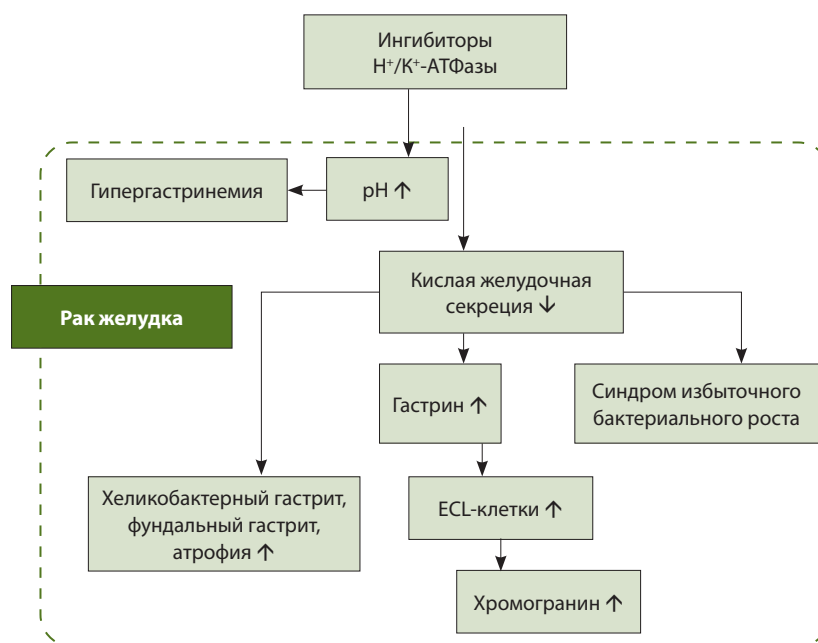 Ингибиторы
H⁺/K⁺-АТФазы
Гипергастринемия
pH ↑
Кислая желудочная
секреция ↓
Рак желудка
Гастрин ↑
Синдром избыточного
бактериального роста
Хеликобактерный гастрит,
фундальный гастрит,
атрофия ↑
ECL-клетки ↑
Хромогранин ↑